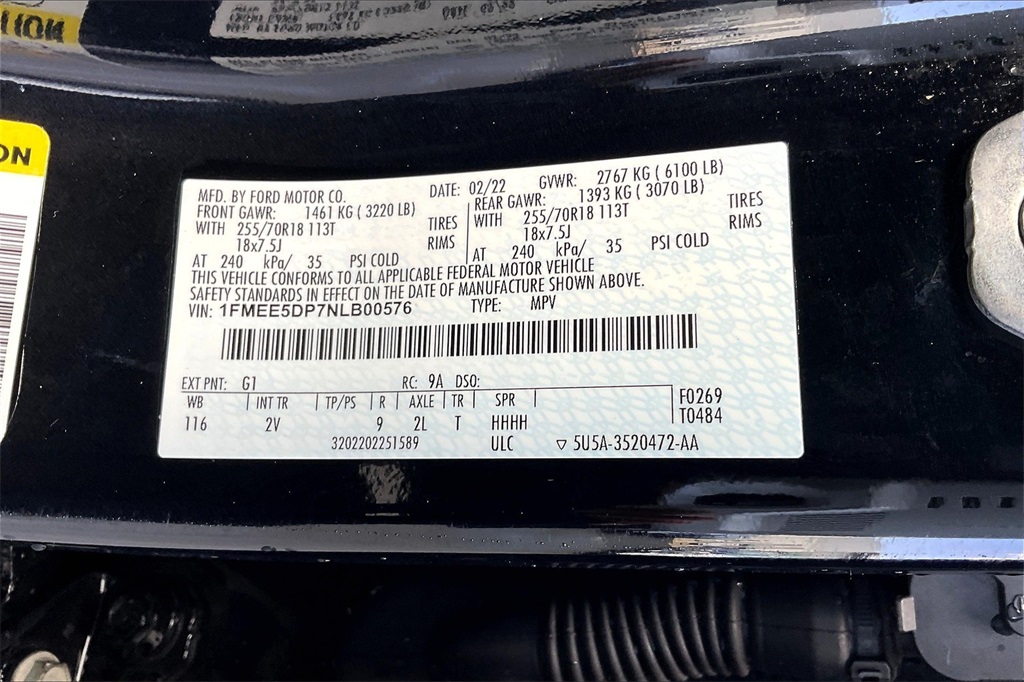 ON
MFD. BY FORD MOTOR CO. DATE: 02/22 GVWR: 2767 KG ( 6100 LB)
FRONT GAWR: 1461 KG ( 3220 LB) REAR GAWR: 1393 KG ( 3070 LB)
WITH 255/70R18 113T TIRES WITH 255/70R18 113T TIRES
18x7.5J RIMS 18x7.5J RIMS
AT 240 kPa/ 35 PSI COLD AT 240 kPa/ 35 PSI COLD
THIS VEHICLE CONFORMS TO ALL APPLICABLE FEDERAL MOTOR VEHICLE
SAFETY STANDARDS IN EFFECT ON THE DATE OF MANUFACTURE SHOWN ABOVE.
VIN: 1FMEE5DP7NLB00576 TYPE: MPV
EXT PNT: G1 RC: 9A DSO:
WB INT TR TP/PS R AXLE TR SPR F0269
116 2V 9 2L T HHHH T0484
3202202251589 ULC ▽ 5U5A-3520472-AA